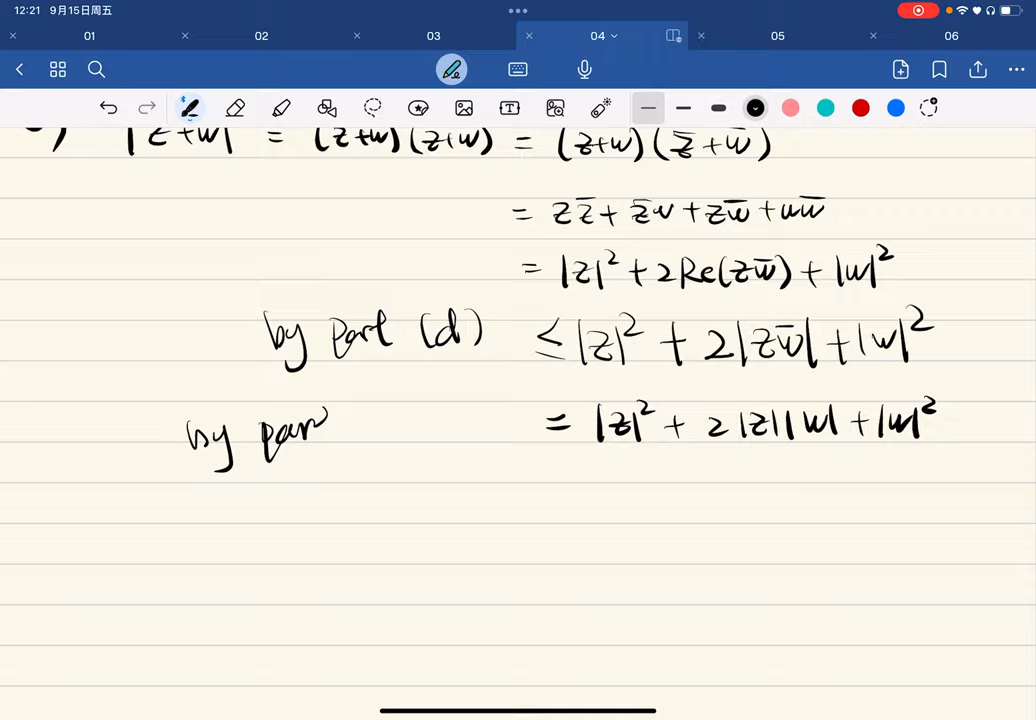 12:21 9月15日周五
01 02 03 04 05 06
) |z+w| = (z+w)(z+w) = (z+w)(z̅+w̅)
= zz̅ + z̅w + zw̅ + ww̅
= |z|² + 2Re(zw̅) + |w|²
by part (d) ≤ |z|² + 2|zw̅| + |w|²
by par = |z|² + 2|z||w| + |w|²